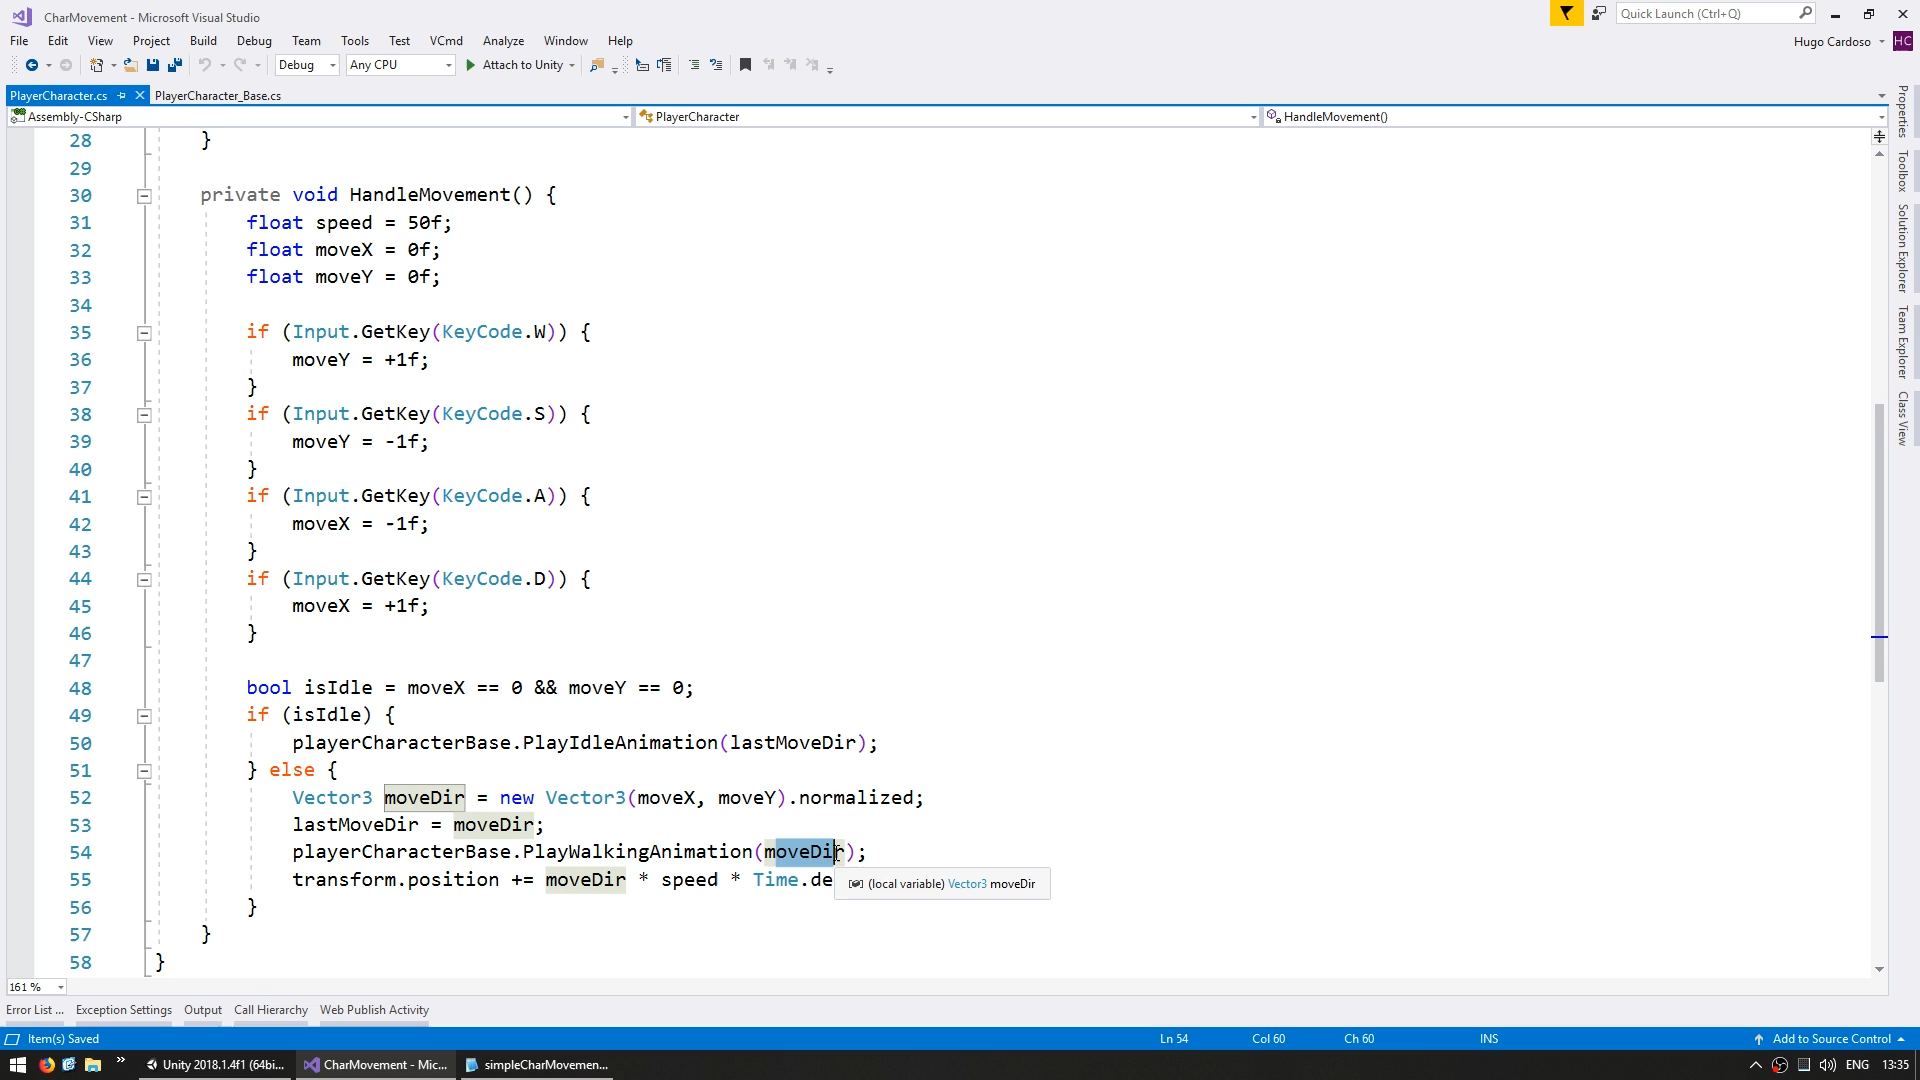 CharMovement - Microsoft Visual Studio
Quick Launch (Ctrl+Q)
File Edit View Project Build Debug Team Tools Test VCmd Analyze Window Help
Hugo Cardoso HC
Debug Any CPU Attach to Unity
PlayerCharacter.cs PlayerCharacter_Base.cs
Assembly-CSharp PlayerCharacter HandleMovement()
28 }
29
30 private void HandleMovement() {
31 float speed = 50f;
32 float moveX = 0f;
33 float moveY = 0f;
34
35 if (Input.GetKey(KeyCode.W)) {
36 moveY = +1f;
37 }
38 if (Input.GetKey(KeyCode.S)) {
39 moveY = -1f;
40 }
41 if (Input.GetKey(KeyCode.A)) {
42 moveX = -1f;
43 }
44 if (Input.GetKey(KeyCode.D)) {
45 moveX = +1f;
46 }
47
48 bool isIdle = moveX == 0 && moveY == 0;
49 if (isIdle) {
50 playerCharacterBase.PlayIdleAnimation(lastMoveDir);
51 } else {
52 Vector3 moveDir = new Vector3(moveX, moveY).normalized;
53 lastMoveDir = moveDir;
54 playerCharacterBase.PlayWalkingAnimation(moveDir);
55 transform.position += moveDir * speed * Time.de
(local variable) Vector3 moveDir
56 }
57 }
58 }
Properties
Toolbox
Solution Explorer
Team Explorer
Class View
161 %
Error List ... Exception Settings Output Call Hierarchy Web Publish Activity
Item(s) Saved Ln 54 Col 60 Ch 60 INS Add to Source Control
Unity 2018.1.4f1 (64bi... CharMovement - Mic... simpleCharMovemen... ENG 13:35